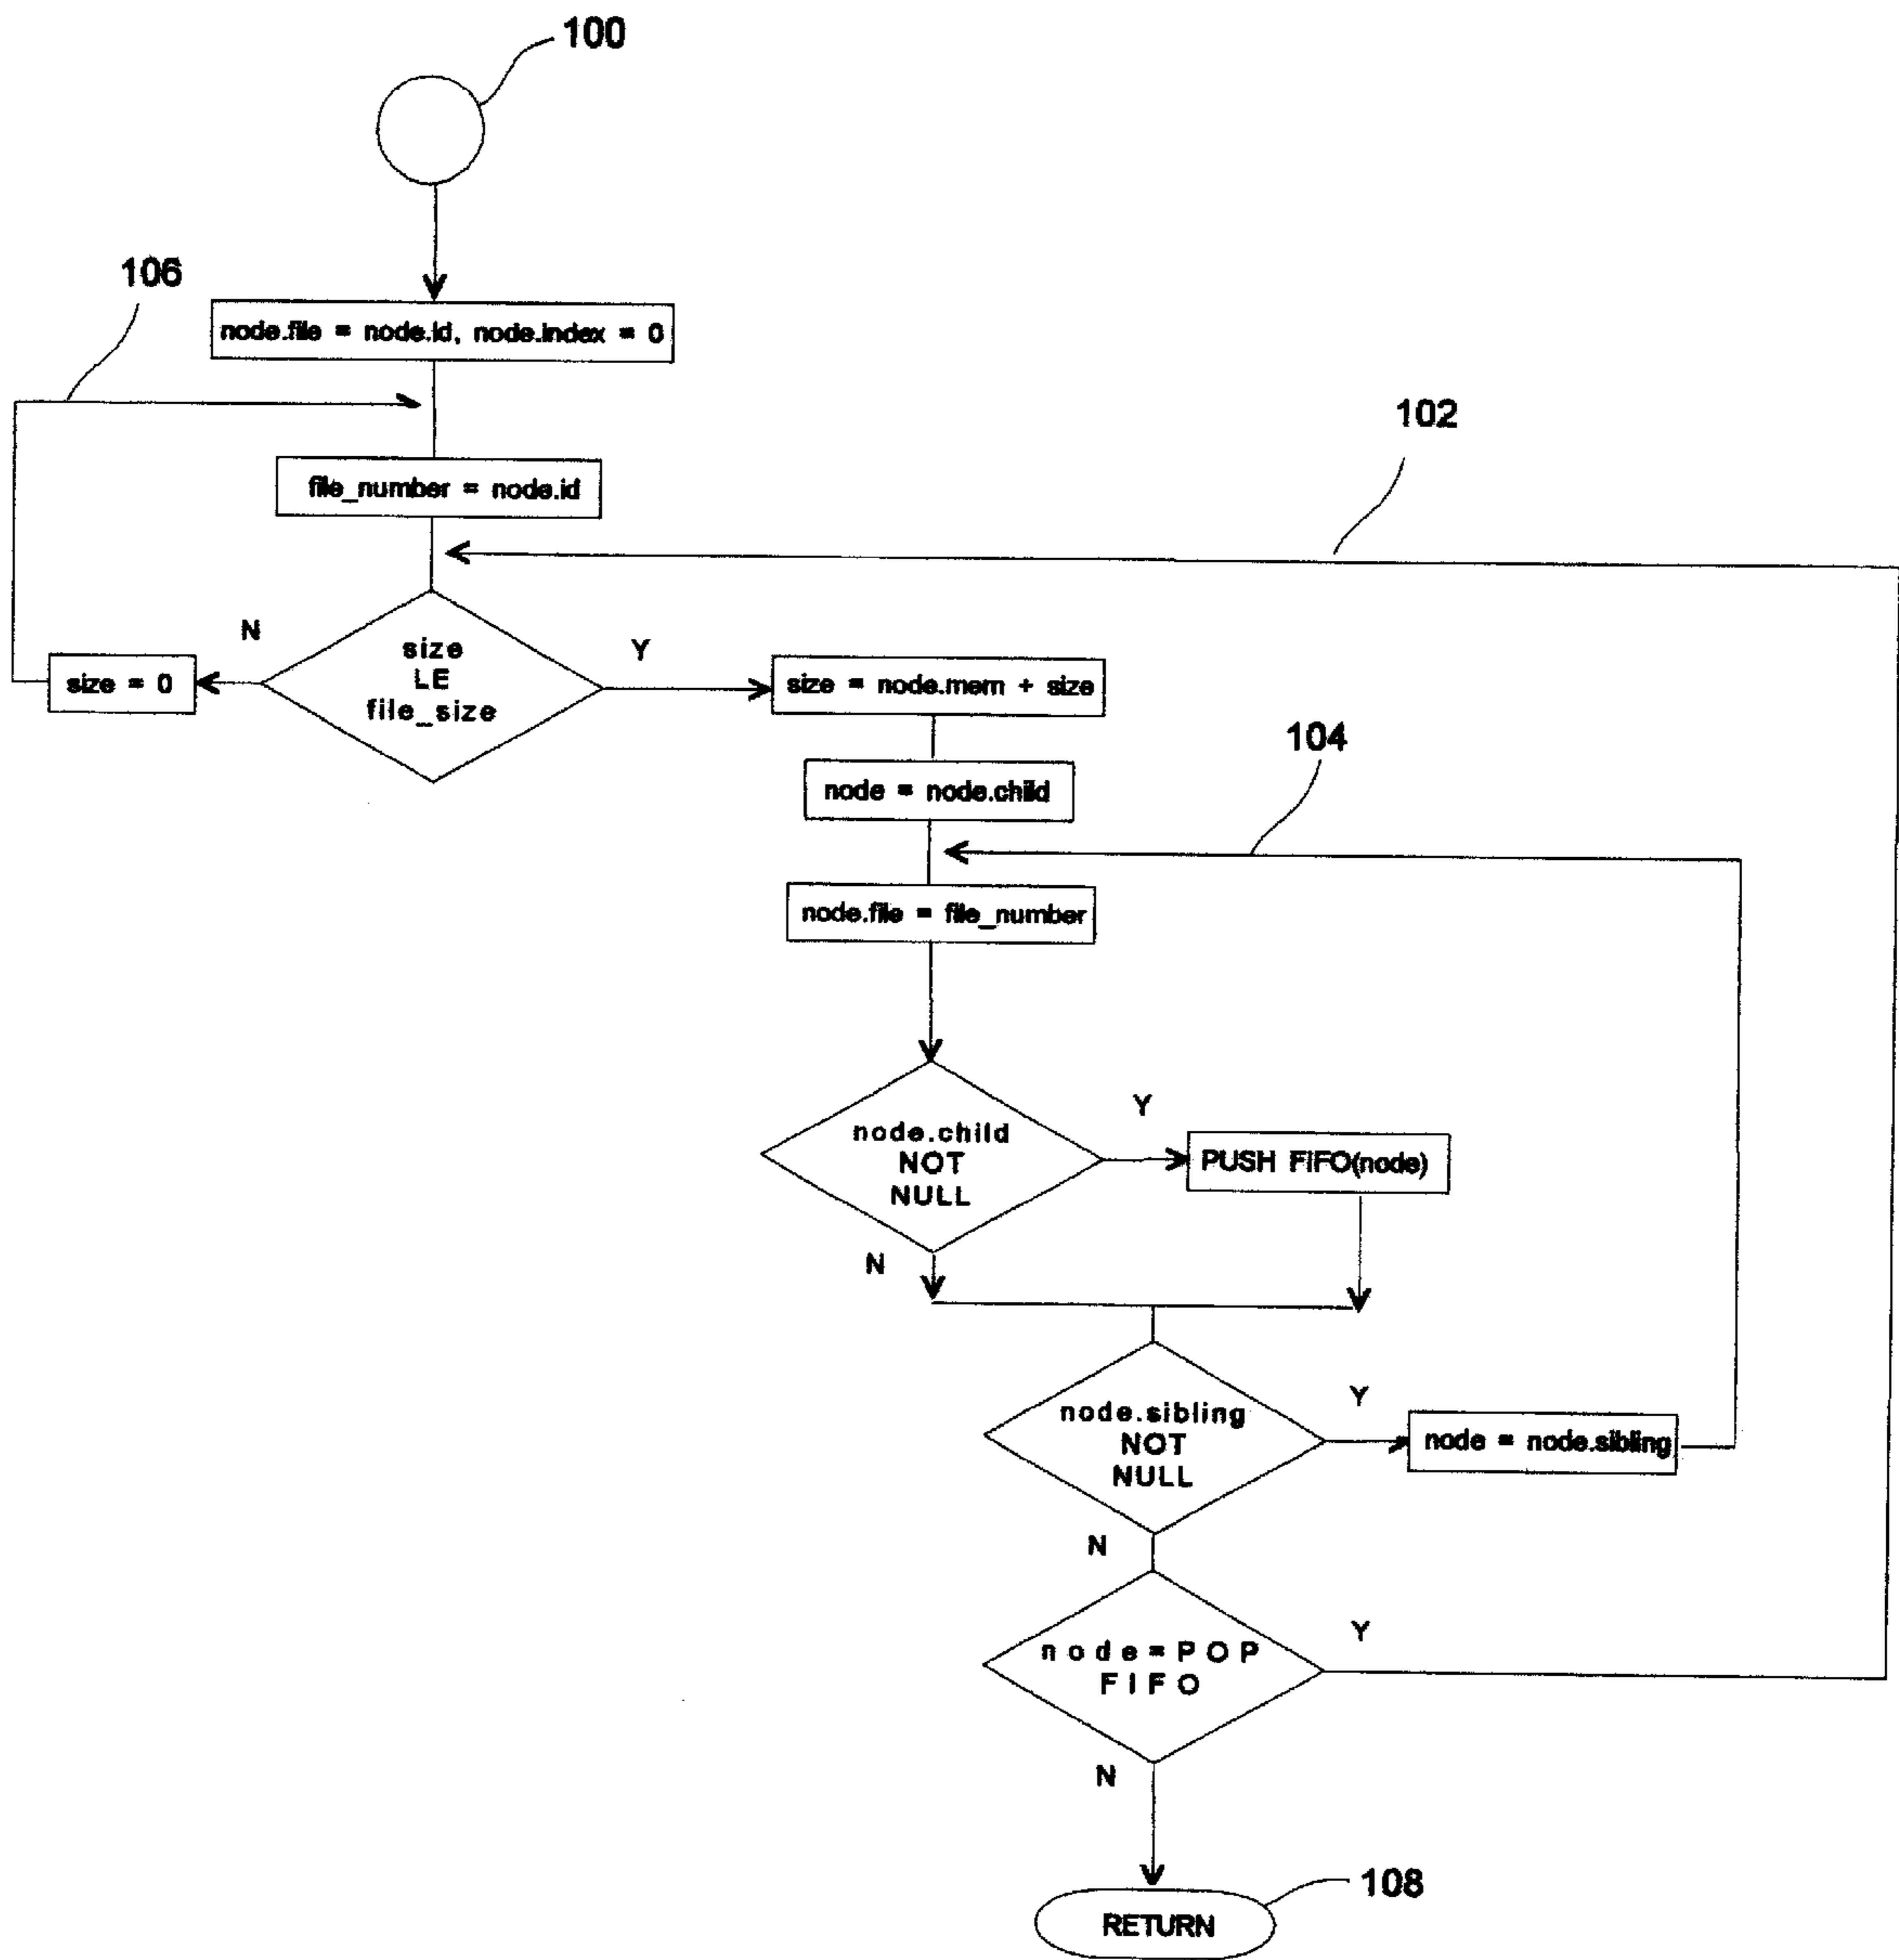 100
106
node.file = node.id, node.index = 0
102
file_number = node.id
N
size
LE
file_size
Y
size = 0
size = node.mem + size
104
node = node.child
node.file = file_number
node.child
NOT
NULL
Y
PUSH FIFO(node)
N
node.sibling
NOT
NULL
Y
node = node.sibling
N
node=POP
FIFO
Y
N
108
RETURN